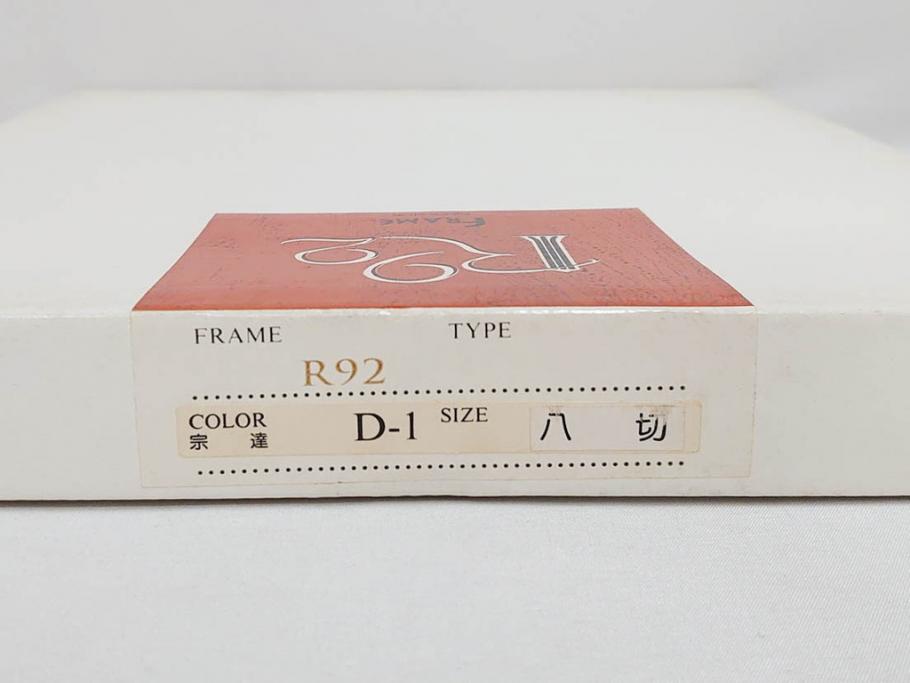 FRAME
R92
FRAME TYPE
R92
COLOR D-1 SIZE 八切
宗達